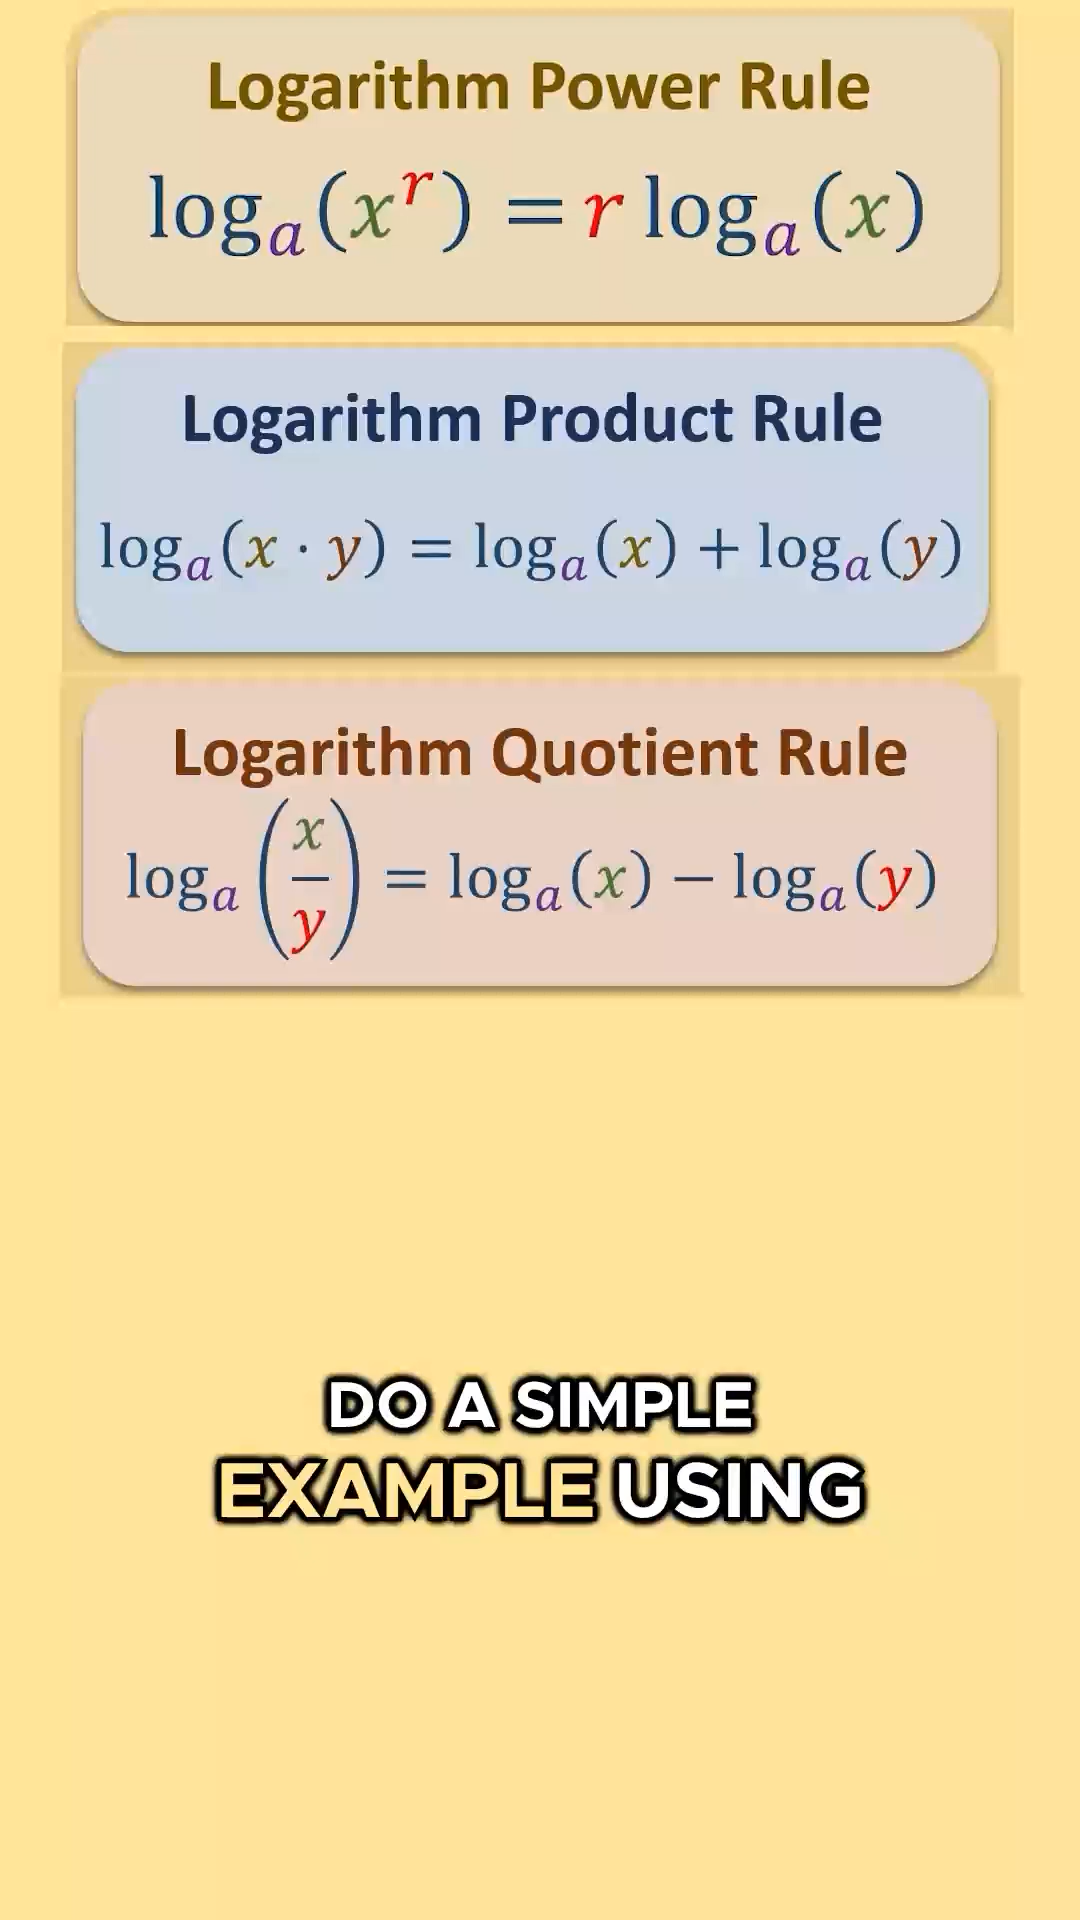 Logarithm Power Rule
logₐ(xʳ) = r logₐ(x)
Logarithm Product Rule
logₐ(x · y) = logₐ(x) + logₐ(y)
Logarithm Quotient Rule
logₐ(x/y) = logₐ(x) − logₐ(y)
DO A SIMPLE
EXAMPLE USING